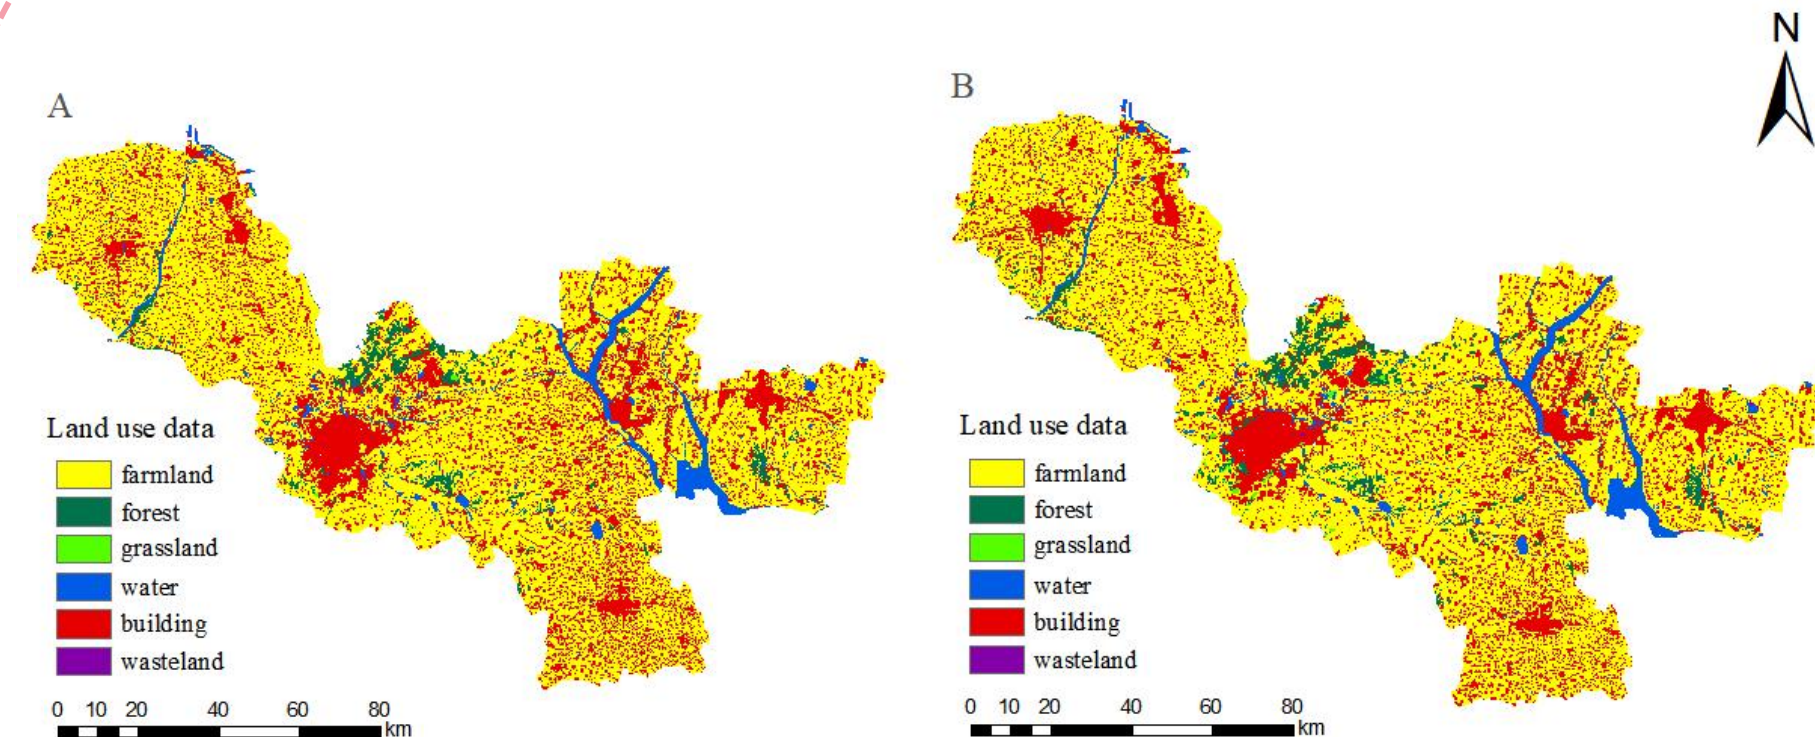 N
A
B
Land use data
farmland
forest
grassland
water
building
wasteland
0 10 20 40 60 80
km
Land use data
farmland
forest
grassland
water
building
wasteland
0 10 20 40 60 80
km